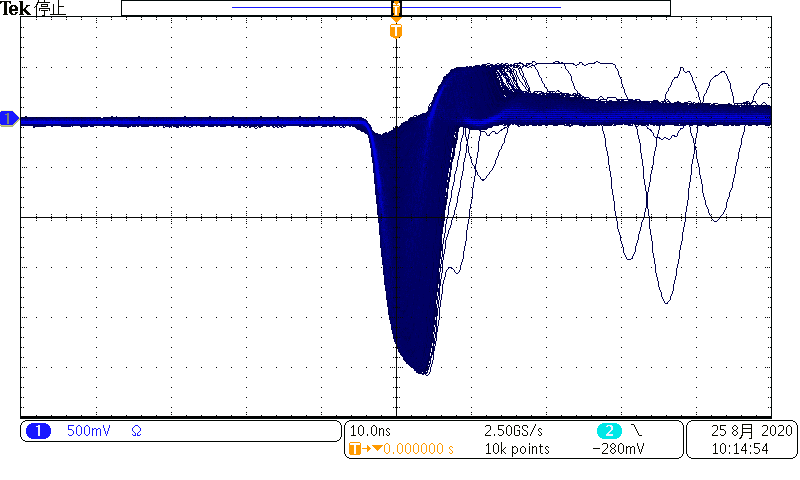 Tek 停止
T
T
1
1 500mV Ω
10.0ns 2.50GS/s 2 -280mV
T→▼0.000000 s 10k points
25 8月 2020
10:14:54